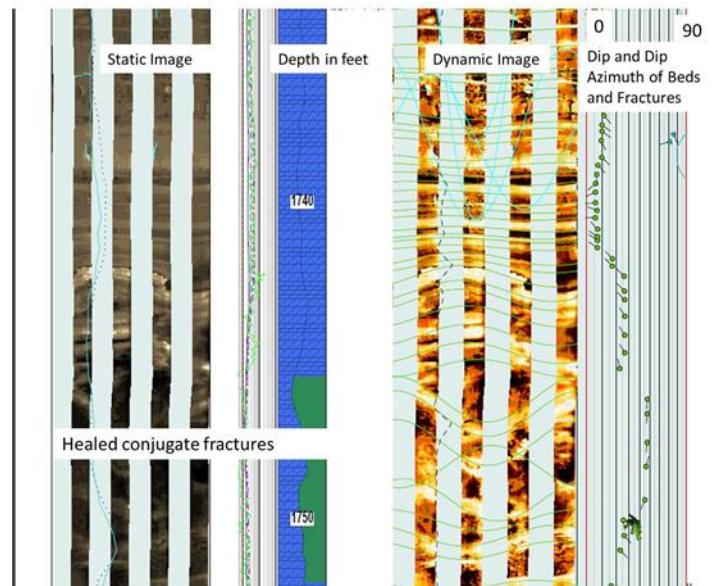 0
90
Static Image
Depth in feet
Dynamic Image
Dip and Dip
Azimuth of Beds
and Fractures
1740
Healed conjugate fractures
1750